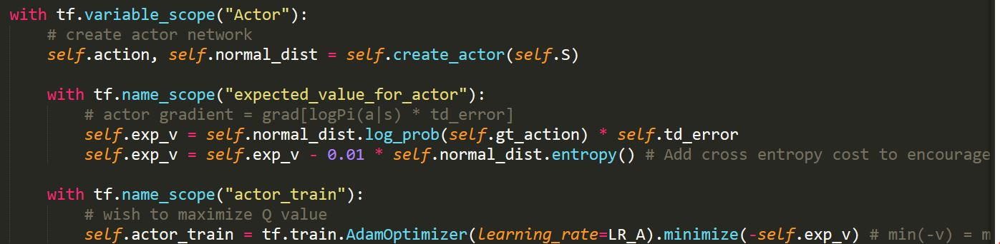 with tf.variable_scope("Actor"):
# create actor network
self.action, self.normal_dist = self.create_actor(self.S)
with tf.name_scope("expected_value_for_actor"):
# actor gradient = grad[logPi(a|s) * td_error]
self.exp_v = self.normal_dist.log_prob(self.gt_action) * self.td_error
self.exp_v = self.exp_v - 0.01 * self.normal_dist.entropy() # Add cross entropy cost to encourage
with tf.name_scope("actor_train"):
# wish to maximize Q value
self.actor_train = tf.train.AdamOptimizer(learning_rate=LR_A).minimize(-self.exp_v) # min(-v) = m